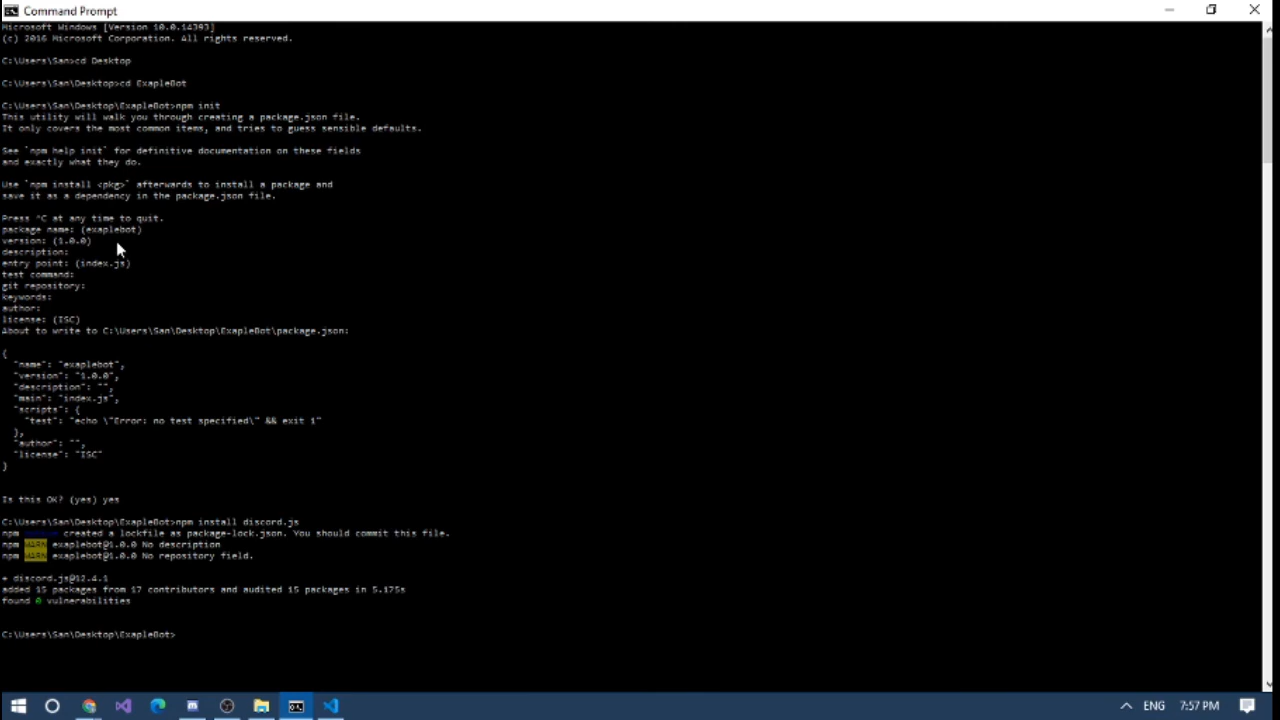 Command Prompt
Microsoft Windows [Version 10.0.14393]
(c) 2016 Microsoft Corporation. All rights reserved.
C:\Users\San>cd Desktop
C:\Users\San\Desktop>cd ExapleBot
C:\Users\San\Desktop\ExapleBot>npm init
This utility will walk you through creating a package.json file.
It only covers the most common items, and tries to guess sensible defaults.
See `npm help init` for definitive documentation on these fields
and exactly what they do.
Use `npm install <pkg>` afterwards to install a package and
save it as a dependency in the package.json file.
Press ^C at any time to quit.
package name: (exaplebot)
version: (1.0.0)
description:
entry point: (index.js)
test command:
git repository:
keywords:
author:
license: (ISC)
About to write to C:\Users\San\Desktop\ExapleBot\package.json:
{
"name": "exaplebot",
"version": "1.0.0",
"description": "",
"main": "index.js",
"scripts": {
"test": "echo \"Error: no test specified\" && exit 1"
},
"author": "",
"license": "ISC"
}
Is this OK? (yes) yes
C:\Users\San\Desktop\ExapleBot>npm install discord.js
npm created a lockfile as package-lock.json. You should commit this file.
npm WARN exaplebot@1.0.0 No description
npm WARN exaplebot@1.0.0 No repository field.
+ discord.js@12.4.1
added 15 packages from 17 contributors and audited 15 packages in 5.175s
found 0 vulnerabilities
C:\Users\San\Desktop\ExapleBot>
ENG 7:57 PM